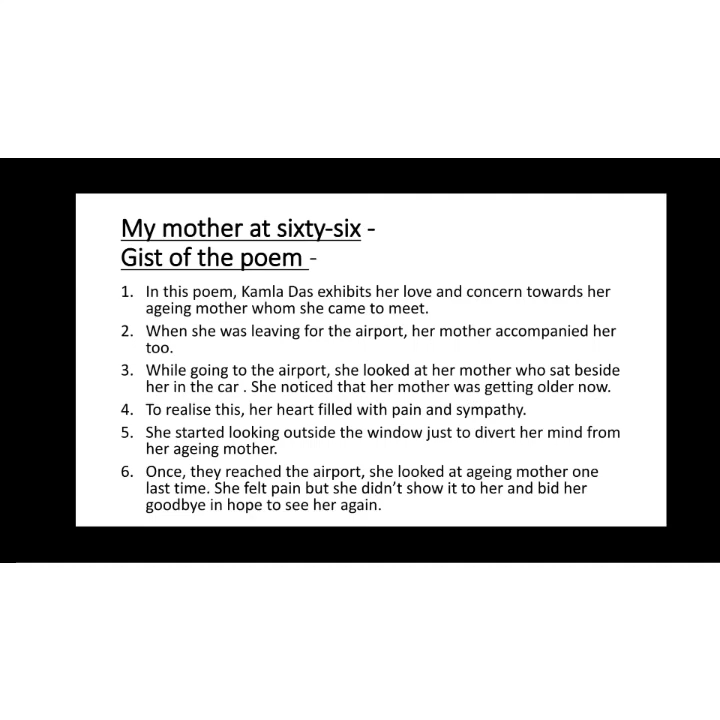 My mother at sixty-six -
Gist of the poem -
1. In this poem, Kamla Das exhibits her love and concern towards her
ageing mother whom she came to meet.
2. When she was leaving for the airport, her mother accompanied her
too.
3. While going to the airport, she looked at her mother who sat beside
her in the car . She noticed that her mother was getting older now.
4. To realise this, her heart filled with pain and sympathy.
5. She started looking outside the window just to divert her mind from
her ageing mother.
6. Once, they reached the airport, she looked at ageing mother one
last time. She felt pain but she didn’t show it to her and bid her
goodbye in hope to see her again.